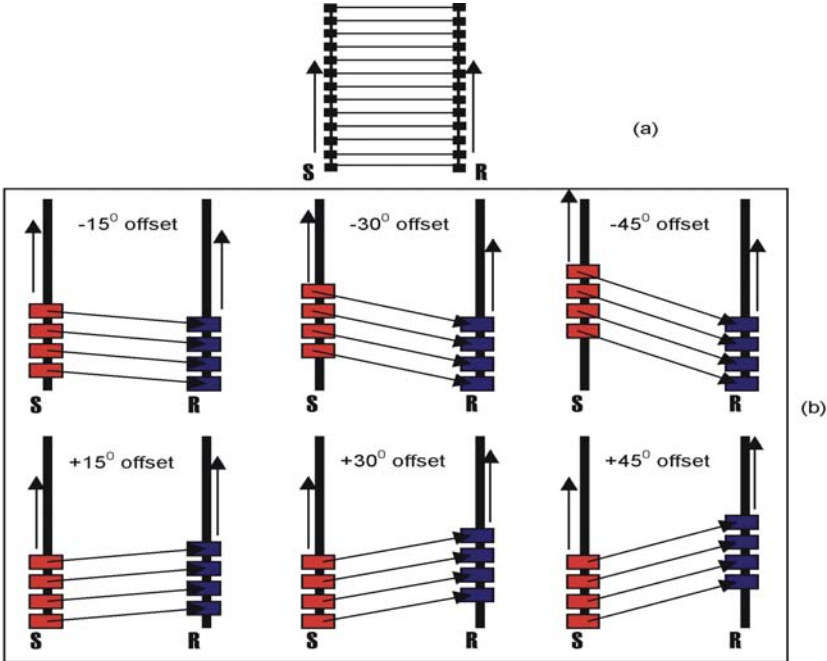 (a)
S R
-15⁰ offset -30⁰ offset -45⁰ offset
S R S R S R
(b)
+15⁰ offset +30⁰ offset +45⁰ offset
S R S R S R